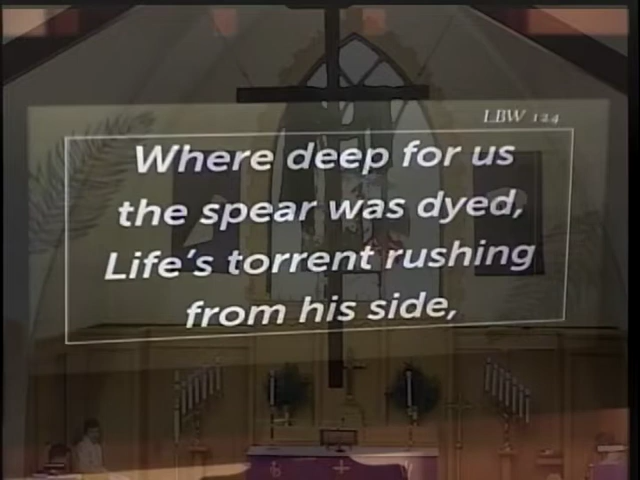 LBW 124
Where deep for us
the spear was dyed,
Life's torrent rushing
from his side,